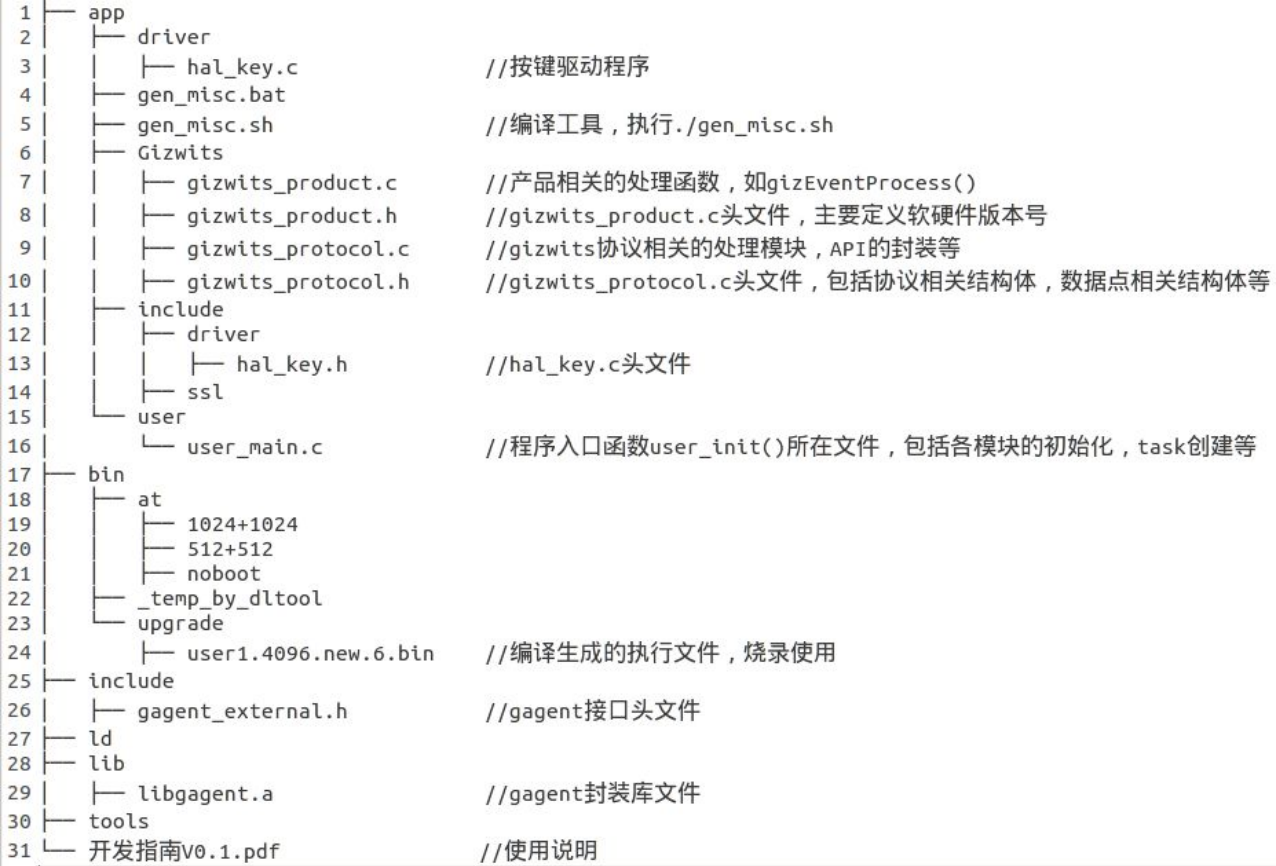 1 ├── app
2 │   ├── driver
3 │   │   ├── hal_key.c //按键驱动程序
4 │   ├── gen_misc.bat
5 │   ├── gen_misc.sh //编译工具，执行./gen_misc.sh
6 │   ├── Gizwits
7 │   │   ├── gizwits_product.c //产品相关的处理函数，如gizEventProcess()
8 │   │   ├── gizwits_product.h //gizwits_product.c头文件，主要定义软硬件版本号
9 │   │   ├── gizwits_protocol.c //gizwits协议相关的处理模块，API的封装等
10 │   │   ├── gizwits_protocol.h //gizwits_protocol.c头文件，包括协议相关结构体，数据点相关结构体等
11 │   ├── include
12 │   │   ├── driver
13 │   │   │   ├── hal_key.h //hal_key.c头文件
14 │   │   ├── ssl
15 │   └── user
16 │       └── user_main.c //程序入口函数user_init()所在文件，包括各模块的初始化，task创建等
17 ├── bin
18 │   ├── at
19 │   │   ├── 1024+1024
20 │   │   ├── 512+512
21 │   │   ├── noboot
22 │   ├── _temp_by_dltool
23 │   └── upgrade
24 │       ├── user1.4096.new.6.bin //编译生成的执行文件，烧录使用
25 ├── include
26 │   ├── gagent_external.h //gagent接口头文件
27 ├── ld
28 ├── lib
29 │   ├── libgagent.a //gagent封装库文件
30 ├── tools
31 └── 开发指南V0.1.pdf //使用说明